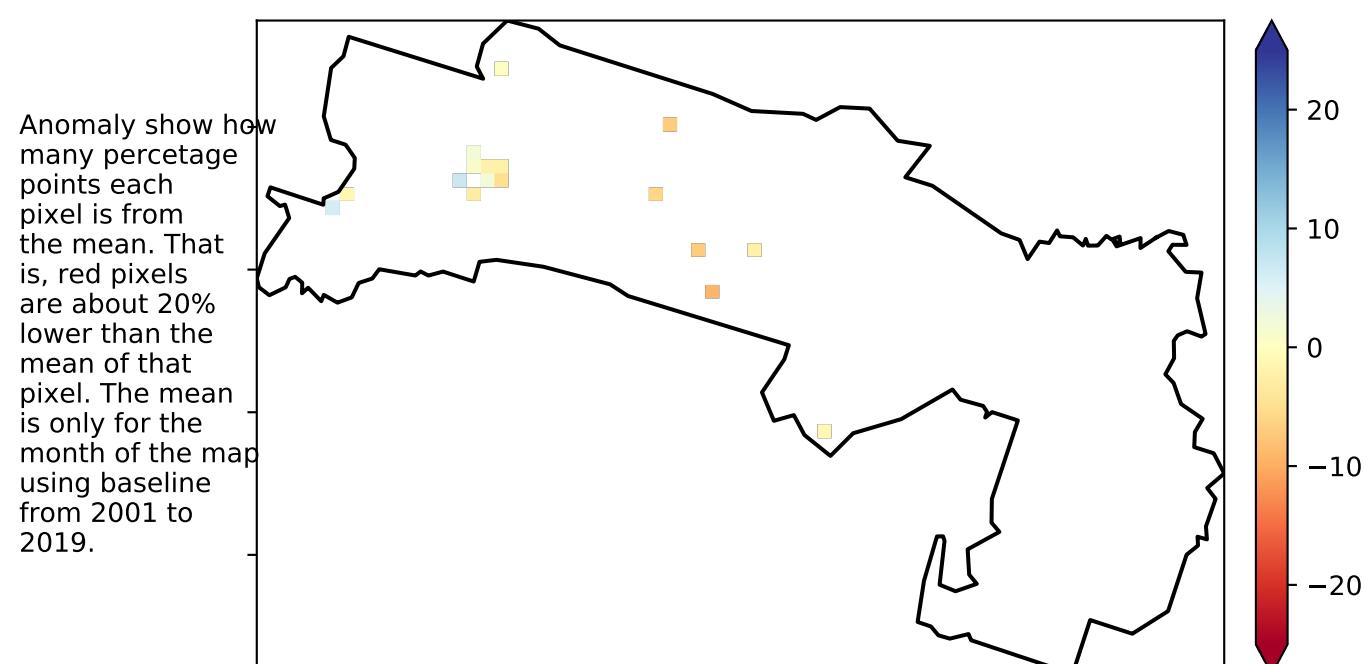 Anomaly show how
many percetage
points each
pixel is from
the mean. That
is, red pixels
are about 20%
lower than the
mean of that
pixel. The mean
is only for the
month of the map
using baseline
from 2001 to
2019.
20
10
0
−10
−20